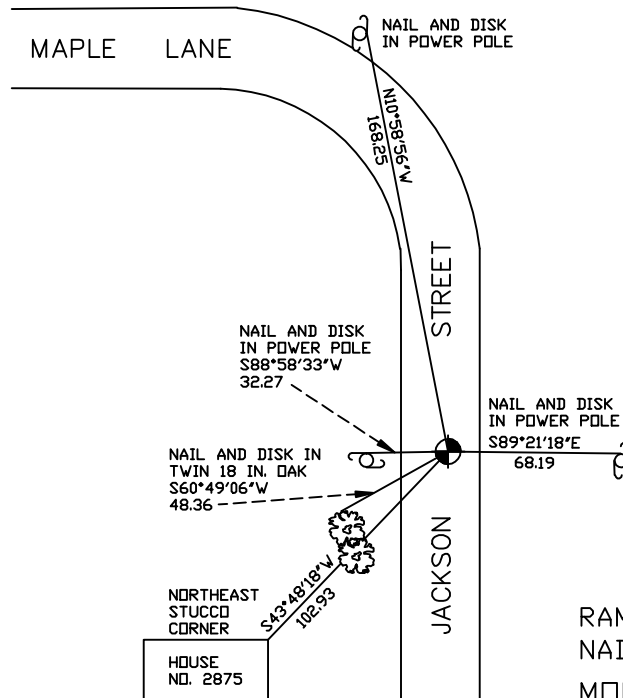 NAIL AND DISK
IN POWER POLE
MAPLE LANE
N10°58'56"W
168.25
STREET
NAIL AND DISK
IN POWER POLE
S88°58'33"W
32.27
NAIL AND DISK
IN POWER POLE
S89°21'18"E
68.19
NAIL AND DISK IN
TWIN 18 IN. OAK
S60°49'06"W
48.36
JACKSON
S43°48'18"W
102.93
NORTHEAST
STUCCO
CORNER
HOUSE
NO. 2875